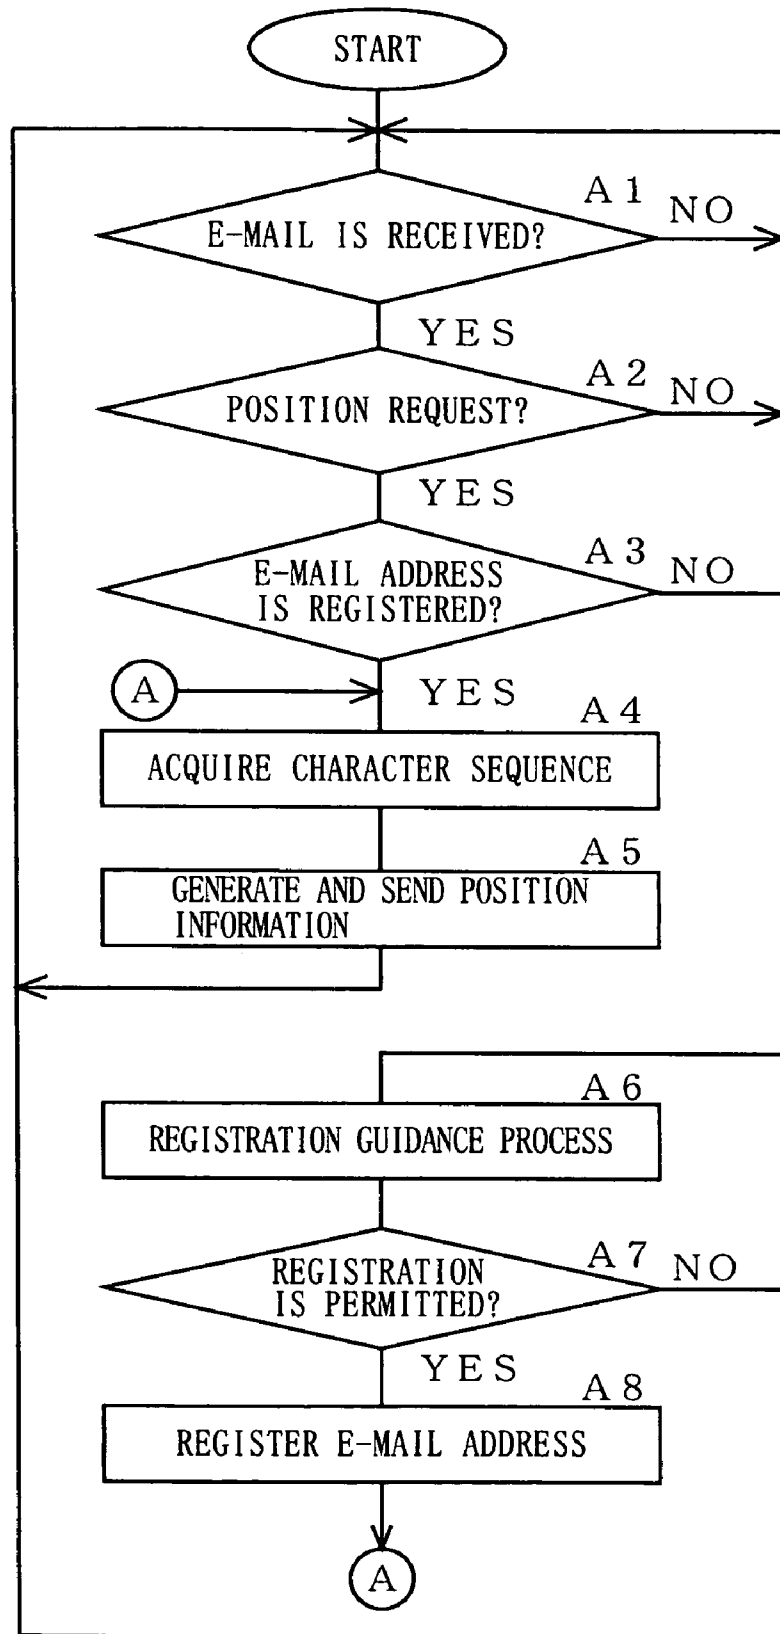 START
A1
NO
E-MAIL IS RECEIVED?
YES
A2
NO
POSITION REQUEST?
YES
A3
NO
E-MAIL ADDRESS
IS REGISTERED?
A
YES
A4
ACQUIRE CHARACTER SEQUENCE
A5
GENERATE AND SEND POSITION
INFORMATION
A6
REGISTRATION GUIDANCE PROCESS
A7
NO
REGISTRATION
IS PERMITTED?
YES
A8
REGISTER E-MAIL ADDRESS
A